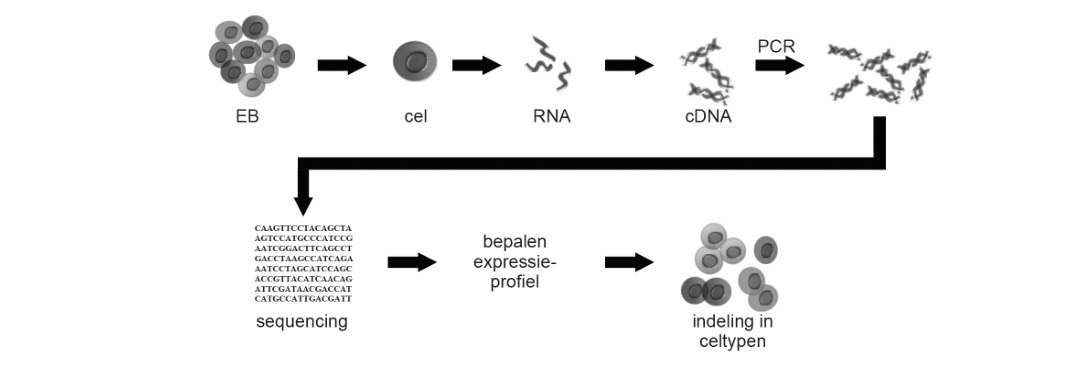 PCR
EB
cel
RNA
cDNA
CAAGTTCCTACAGCTA
AGTCCATGCCCATCCG
AATCGGACTTCAGCCT
GACCTAAGCCATCAGA
AATCCTAGCATCCAGC
ACCGTTACATCAACAG
ATTCGATAACGACCAT
CATGCCATTGACGATT
sequencing
bepalen
expressie-
profiel
indeling in
celtypen